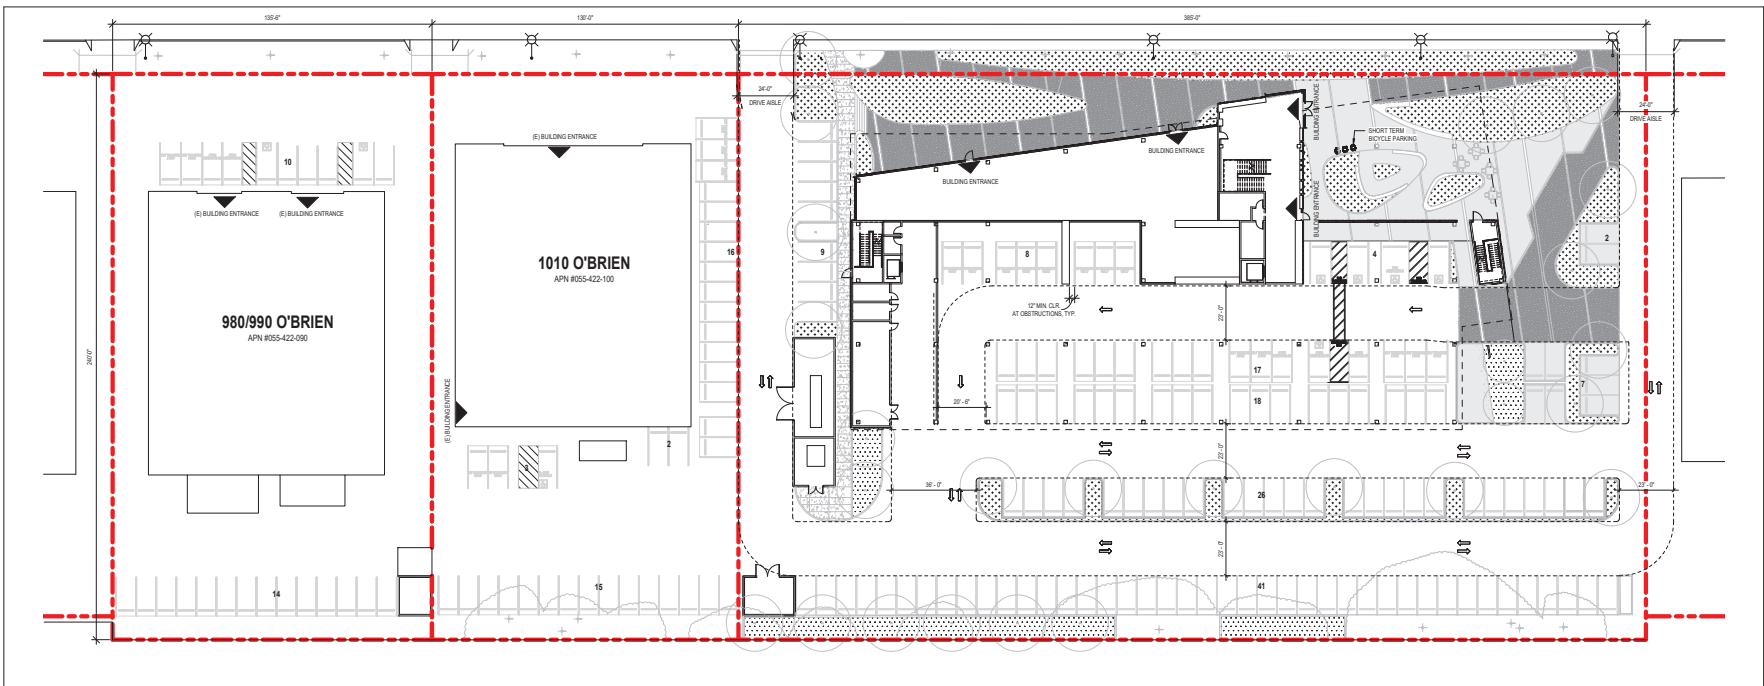 135'-6"
130'-0"
385'-0"
24'-0"
DRIVE AISLE
24'-0"
DRIVE AISLE
(E) BUILDING ENTRANCE
BUILDING ENTRANCE
SHORT TERM
BICYCLE PARKING
BUILDING ENTRANCE
10
BUILDING ENTRANCE
(E) BUILDING ENTRANCE
(E) BUILDING ENTRANCE
BUILDING ENTRANCE
16
9
8
4
2
1010 O'BRIEN
APN #055-422-100
12" MIN. CLR.
AT OBSTRUCTIONS, TYP.
23'-0"
980/990 O'BRIEN
APN #055-422-090
240'-0"
17
7
(E) BUILDING ENTRANCE
20' - 6"
18
2
3
23'-0"
36' - 0"
26
23' - 0"
23' - 0"
14
15
41